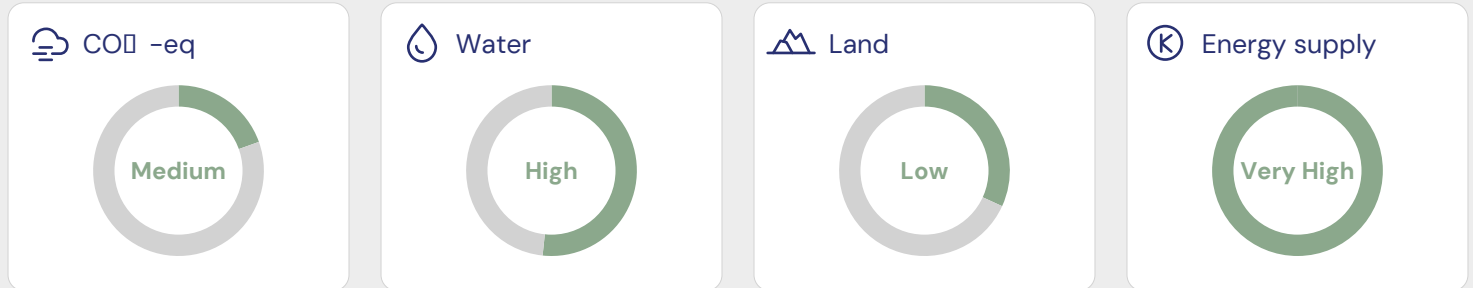 CO▯ -eq
Water
Land
Energy supply
Medium
High
Low
Very High